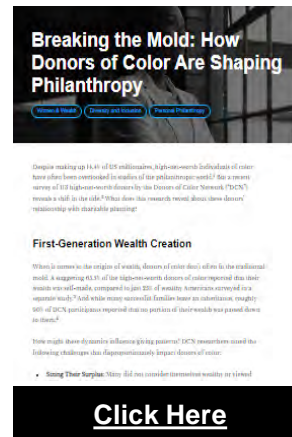 Breaking the Mold: How
Donors of Color Are Shaping
Philanthropy
Women & Wealth Diversity and Inclusion Personal Philanthropy
Despite making up 14.4% of US millionaires, high-net-worth individuals of color
have often been overlooked in studies of the philanthropic world.¹ But a recent
survey of 113 high-net-worth donors by the Donors of Color Network ("DCN")
reveals a shift in the tide.² What does this research reveal about these donors'
relationship with charitable planning?
First-Generation Wealth Creation
When it comes to the origins of wealth, donors of color don't often fit the traditional
mold. A staggering of the high-net-worth donors of color reported that their
wealth was self-made, compared to just of wealthy Americans surveyed in a
separate study.³ And while many successful families leave an inheritance, roughly
of DCN participants reported that no portion of their wealth was passed down
to them.⁴
How might these dynamics influence giving patterns? DCN researchers noted the
following challenges that disproportionately impact donors of color:
• Sizing Their Surplus: Many did not consider themselves wealthy or viewed
Click Here